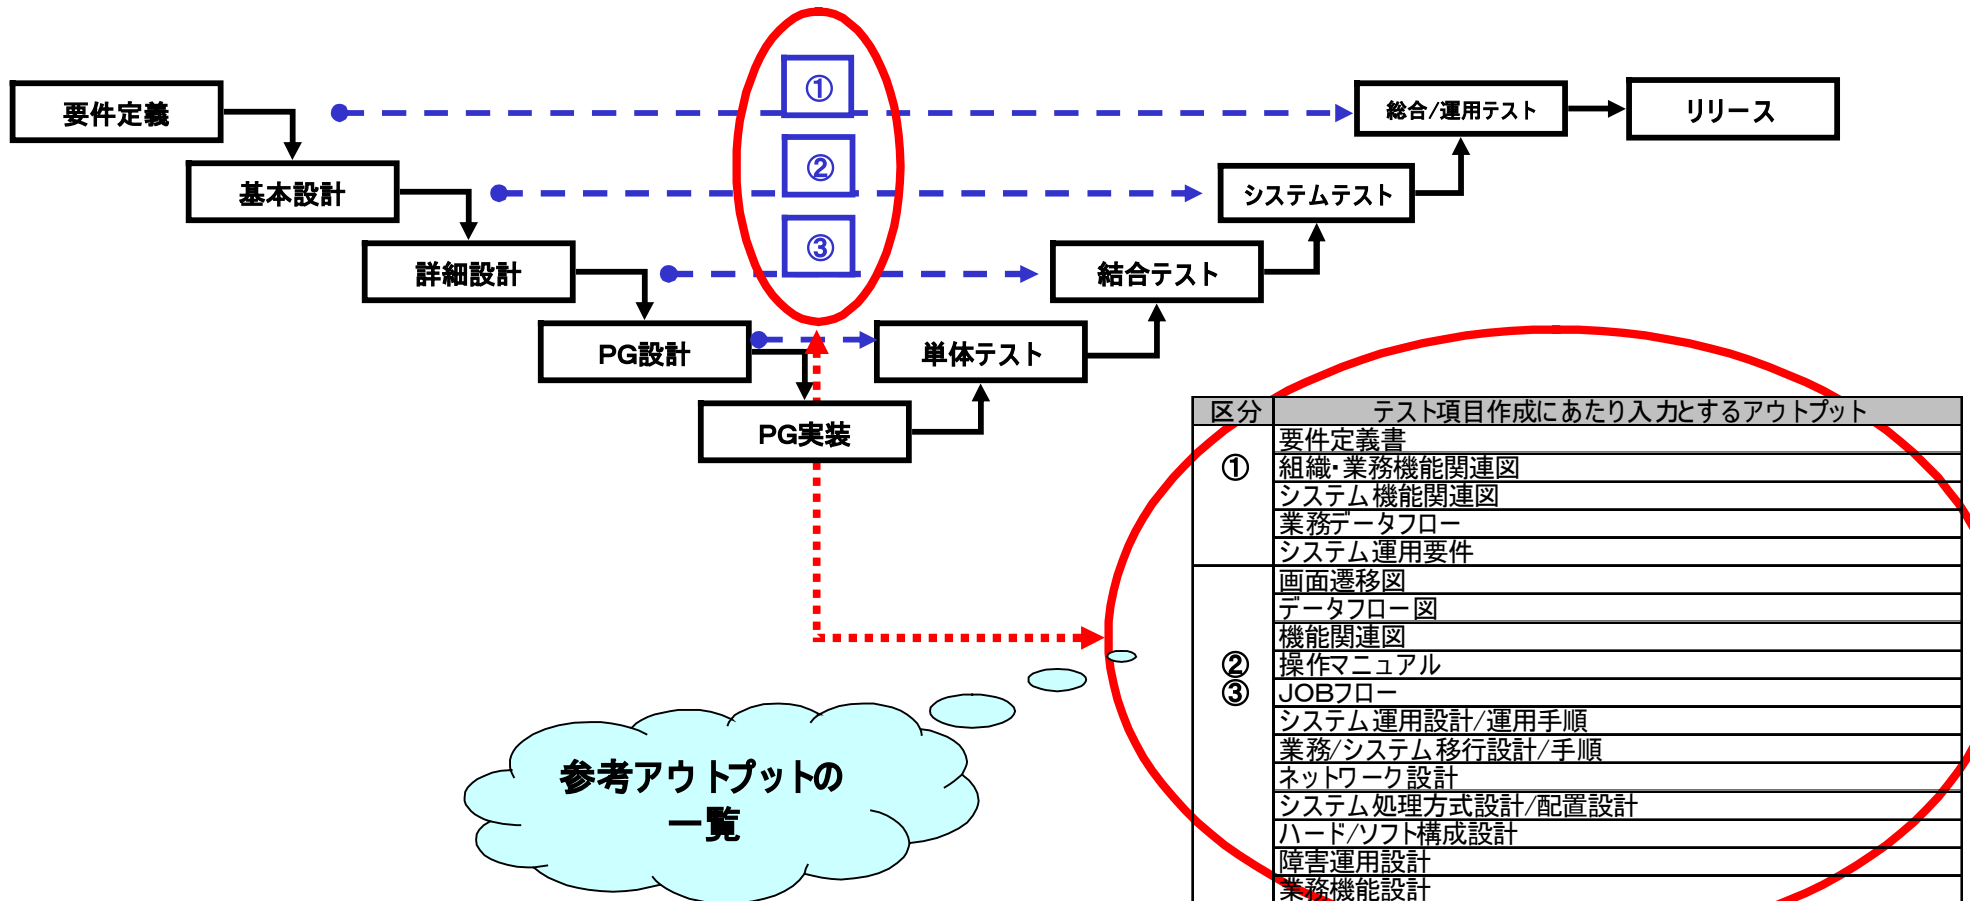 ①
要件定義
総合/運用テスト
リリース
②
基本設計
システムテスト
③
詳細設計
結合テスト
PG設計
単体テスト
PG実装
区分 テスト項目作成にあたり入力とするアウトプット
①
要件定義書
組織・業務機能関連図
システム機能関連図
業務データフロー
システム運用要件
②
③
画面遷移図
データフロー図
機能関連図
操作マニュアル
JOBフロー
システム運用設計/運用手順
業務/システム移行設計/手順
ネットワーク設計
システム処理方式設計/配置設計
ハード/ソフト構成設計
障害運用設計
業務機能設計
参考アウトプットの
一覧